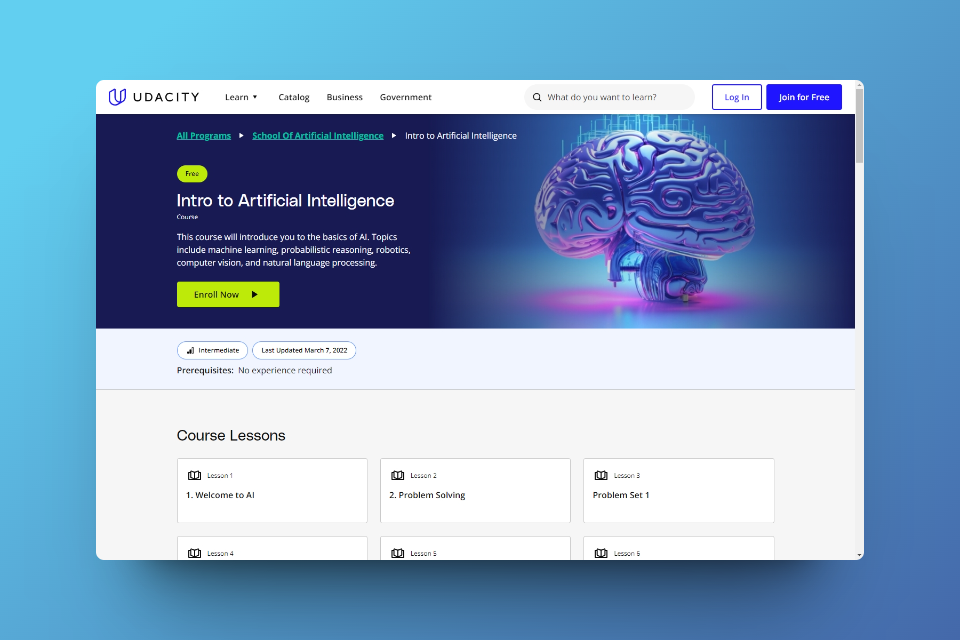 UDACITY
Learn
Catalog
Business
Government
What do you want to learn?
Log In
Join for Free
All Programs
School Of Artificial Intelligence
Intro to Artificial Intelligence
Free
Intro to Artificial Intelligence
Course
This course will introduce you to the basics of AI. Topics
include machine learning, probabilistic reasoning, robotics,
computer vision, and natural language processing.
Enroll Now
Intermediate
Last Updated March 7, 2022
Prerequisites: No experience required
Course Lessons
Lesson 1
1. Welcome to AI
Lesson 2
2. Problem Solving
Lesson 3
Problem Set 1
Lesson 4
Lesson 5
Lesson 6